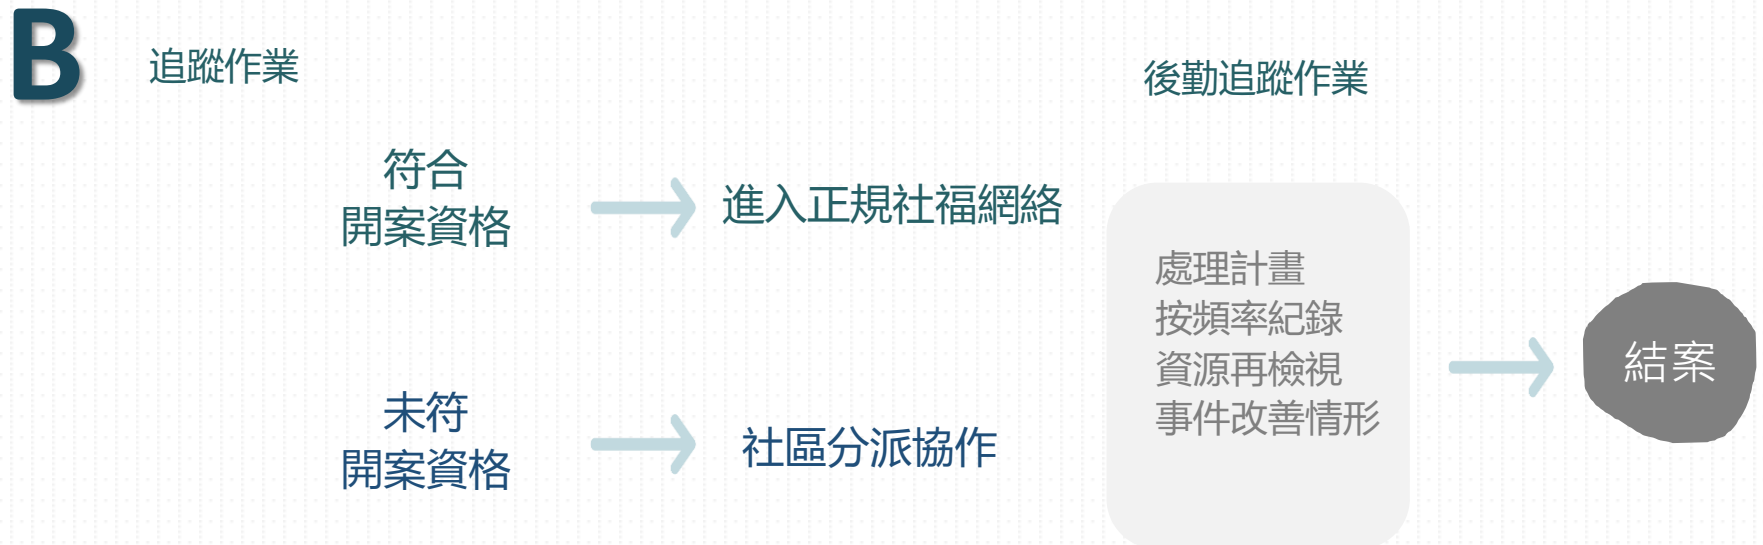 B
追蹤作業
後勤追蹤作業
符合
開案資格
進入正規社福網絡
未符
開案資格
社區分派協作
處理計畫
按頻率紀錄
資源再檢視
事件改善情形
結案